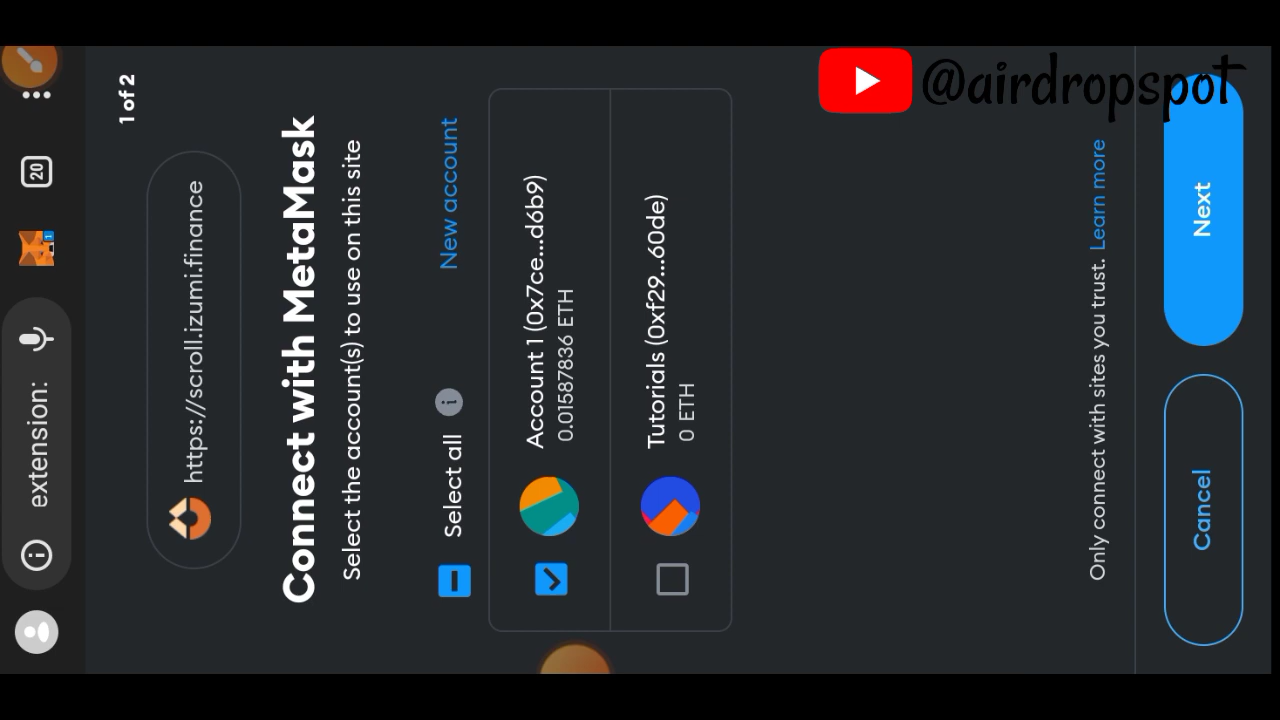 @airdropspot
extension:
20
1
1 of 2
https://scroll.izumi.finance
Connect with MetaMask
Select the account(s) to use on this site
Select all
i
New account
Account 1 (0x7ce...d6b9)
0.01587836 ETH
Tutorials (0xf29...60de)
0 ETH
Only connect with sites you trust. Learn more
Cancel
Next